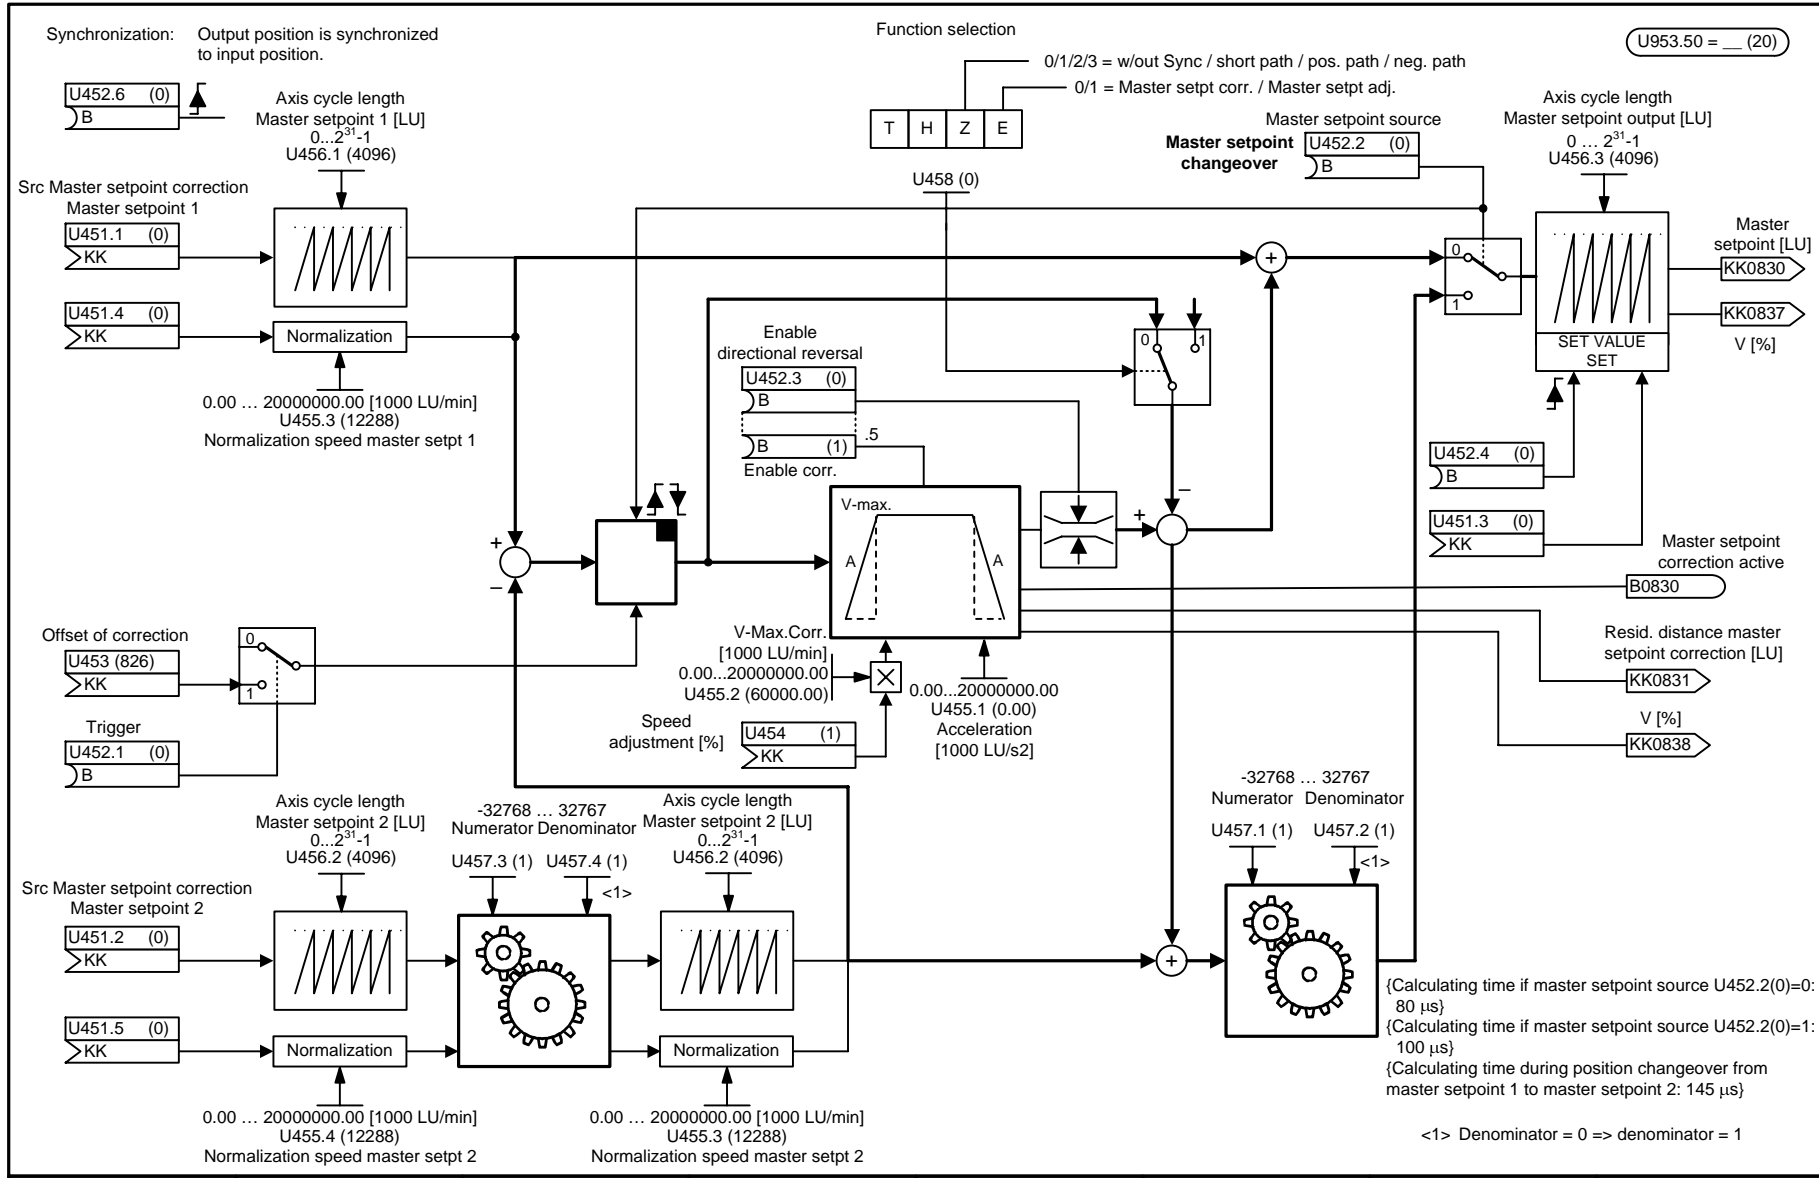 Synchronization: Output position is synchronized
to input position.
U452.6 (0)
B
Axis cycle length
Master setpoint 1 [LU]
0...2^31-1
U456.1 (4096)
Src Master setpoint correction
Master setpoint 1
U451.1 (0)
KK
U451.4 (0)
KK
Normalization
0.00 … 20000000.00 [1000 LU/min]
U455.3 (12288)
Normalization speed master setpt 1
Function selection
0/1/2/3 = w/out Sync / short path / pos. path / neg. path
0/1 = Master setpt corr. / Master setpt adj.
T H Z E
U458 (0)
Master setpoint source
Master setpoint
changeover
U452.2 (0)
B
U953.50 = __ (20)
Axis cycle length
Master setpoint output [LU]
0 … 2^31-1
U456.3 (4096)
+
0
1
SET VALUE
SET
Master
setpoint [LU]
KK0830
KK0837
V [%]
Enable
directional reversal
U452.3 (0)
B
B (1)
.5
Enable corr.
0
1
V-max.
A
A
+
–
+
–
U452.4 (0)
B
U451.3 (0)
KK
Master setpoint
correction active
B0830
Resid. distance master
setpoint correction [LU]
KK0831
V [%]
KK0838
Offset of correction
U453 (826)
KK
0
1
Trigger
U452.1 (0)
B
V-Max.Corr.
[1000 LU/min]
0.00...20000000.00
U455.2 (60000.00)
Speed
adjustment [%]
U454 (1)
KK
0.00...20000000.00
U455.1 (0.00)
Acceleration
[1000 LU/s2]
Axis cycle length
Master setpoint 2 [LU]
0...2^31-1
U456.2 (4096)
-32768 … 32767
Numerator Denominator
U457.3 (1) U457.4 (1)
<1>
Axis cycle length
Master setpoint 2 [LU]
0...2^31-1
U456.2 (4096)
Src Master setpoint correction
Master setpoint 2
U451.2 (0)
KK
U451.5 (0)
KK
Normalization
Normalization
0.00 … 20000000.00 [1000 LU/min]
U455.4 (12288)
Normalization speed master setpt 2
0.00 … 20000000.00 [1000 LU/min]
U455.3 (12288)
Normalization speed master setpt 2
-32768 … 32767
Numerator Denominator
U457.1 (1) U457.2 (1)
<1>
+
{Calculating time if master setpoint source U452.2(0)=0:
80 µs}
{Calculating time if master setpoint source U452.2(0)=1:
100 µs}
{Calculating time during position changeover from
master setpoint 1 to master setpoint 2: 145 µs}
<1> Denominator = 0 => denominator = 1